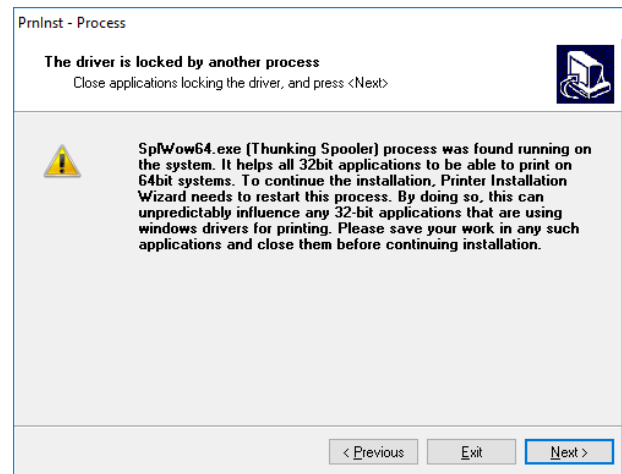 PrnInst - Process
The driver is locked by another process
Close applications locking the driver, and press <Next>
SplWow64.exe (Thunking Spooler) process was found running on
the system. It helps all 32bit applications to be able to print on
64bit systems. To continue the installation, Printer Installation
Wizard needs to restart this process. By doing so, this can
unpredictably influence any 32-bit applications that are using
windows drivers for printing. Please save your work in any such
applications and close them before continuing installation.
< Previous
Exit
Next >